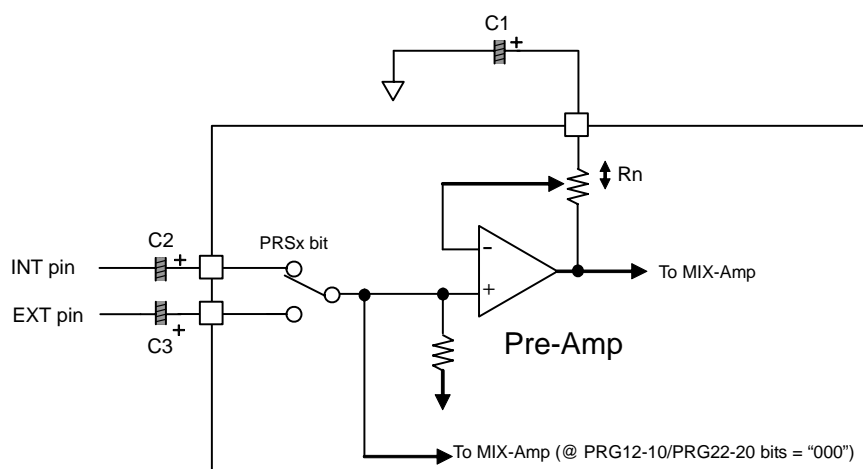 C1
+
Rn
C2
PRSx bit
INT pin
+
-
To MIX-Amp
EXT pin
+
+
C3
Pre-Amp
To MIX-Amp (@ PRG12-10/PRG22-20 bits = “000”)